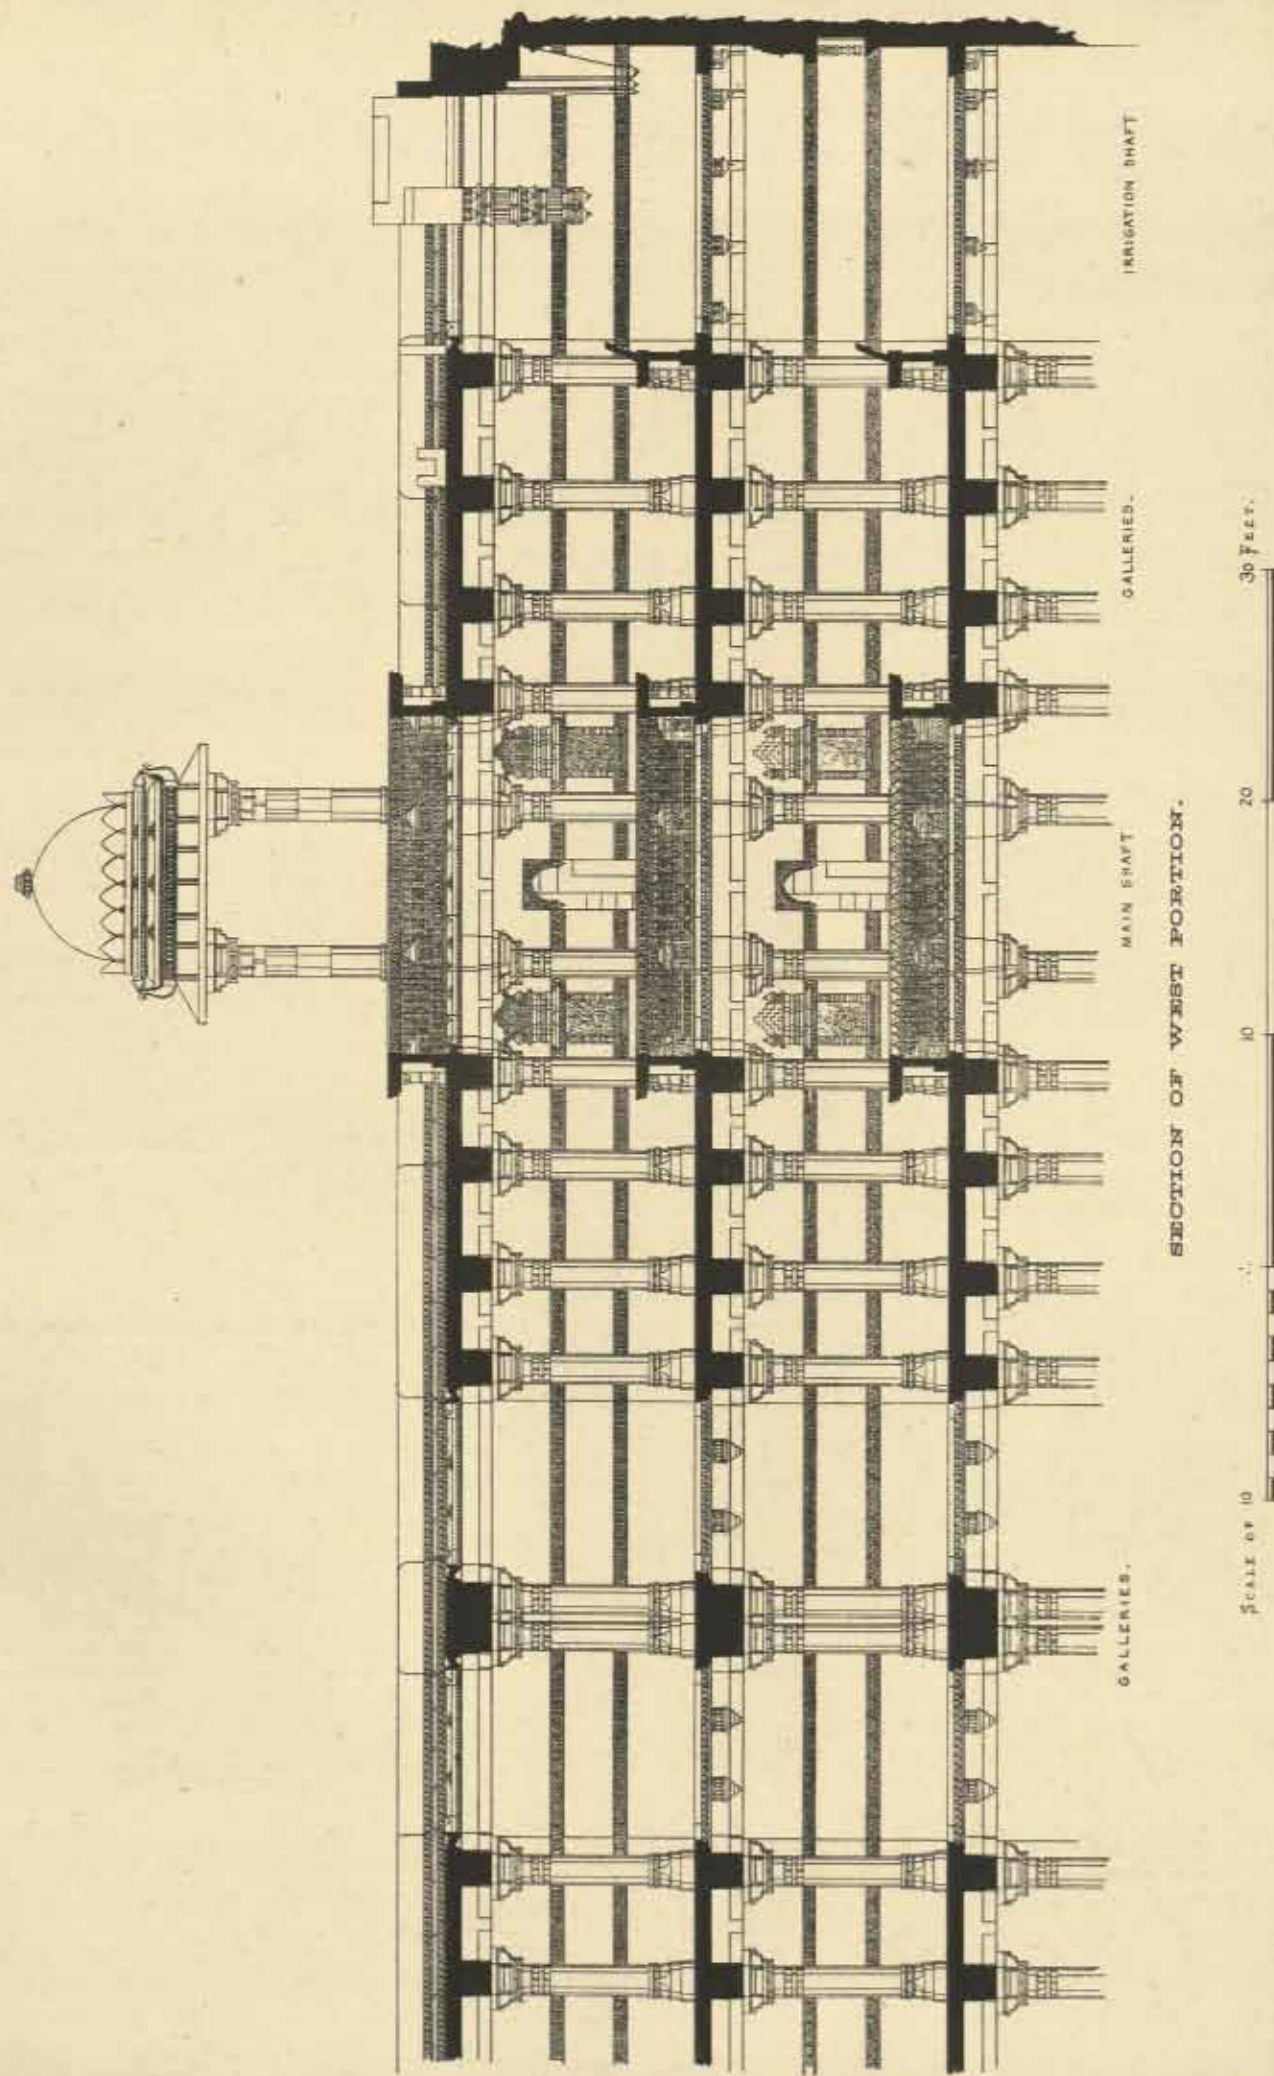 GALLERIES.
MAIN SHAFT
GALLERIES.
IRRIGATION SHAFT
SECTION OF WEST PORTION.
SCALE OF 10
10
20
30 FEET.